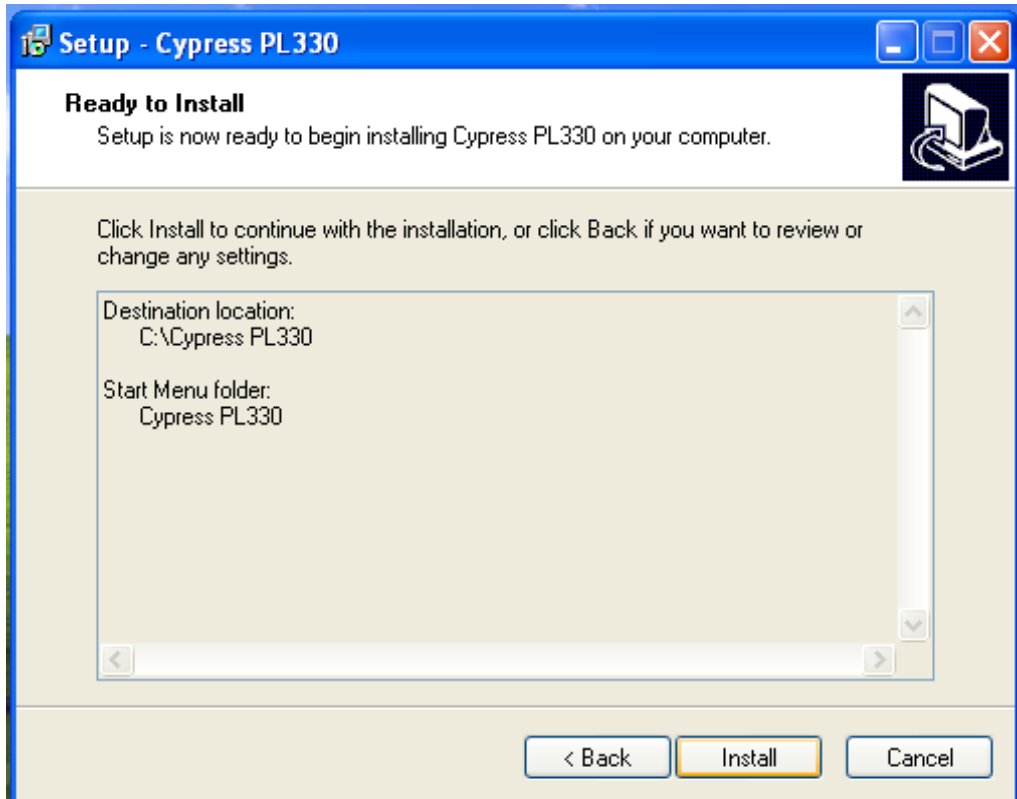 Setup - Cypress PL330
Ready to Install
Setup is now ready to begin installing Cypress PL330 on your computer.
Click Install to continue with the installation, or click Back if you want to review or
change any settings.
Destination location:
C:\Cypress PL330
Start Menu folder:
Cypress PL330
< Back
Install
Cancel